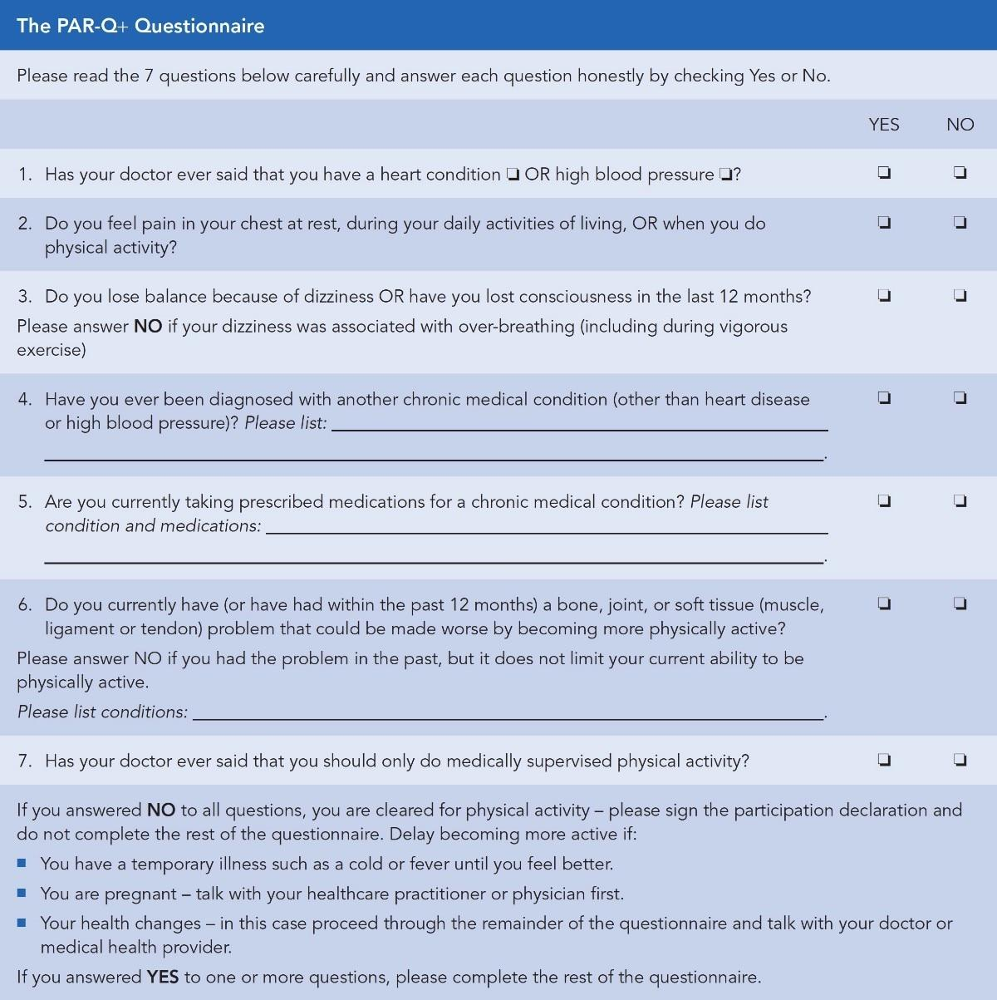 The PAR-Q+ Questionnaire
Please read the 7 questions below carefully and answer each question honestly by checking Yes or No.
YES NO
1. Has your doctor ever said that you have a heart condition ❏ OR high blood pressure ❏? ❏ ❏
2. Do you feel pain in your chest at rest, during your daily activities of living, OR when you do ❏ ❏
physical activity?
3. Do you lose balance because of dizziness OR have you lost consciousness in the last 12 months? ❏ ❏
Please answer NO if your dizziness was associated with over-breathing (including during vigorous
exercise)
4. Have you ever been diagnosed with another chronic medical condition (other than heart disease ❏ ❏
or high blood pressure)? Please list: ____
____.
5. Are you currently taking prescribed medications for a chronic medical condition? Please list ❏ ❏
condition and medications: ____
____.
6. Do you currently have (or have had within the past 12 months) a bone, joint, or soft tissue (muscle, ❏ ❏
ligament or tendon) problem that could be made worse by becoming more physically active?
Please answer NO if you had the problem in the past, but it does not limit your current ability to be
physically active.
Please list conditions: ____.
7. Has your doctor ever said that you should only do medically supervised physical activity? ❏ ❏
If you answered NO to all questions, you are cleared for physical activity – please sign the participation declaration and
do not complete the rest of the questionnaire. Delay becoming more active if:
■ You have a temporary illness such as a cold or fever until you feel better.
■ You are pregnant – talk with your healthcare practitioner or physician first.
■ Your health changes – in this case proceed through the remainder of the questionnaire and talk with your doctor or
medical health provider.
If you answered YES to one or more questions, please complete the rest of the questionnaire.